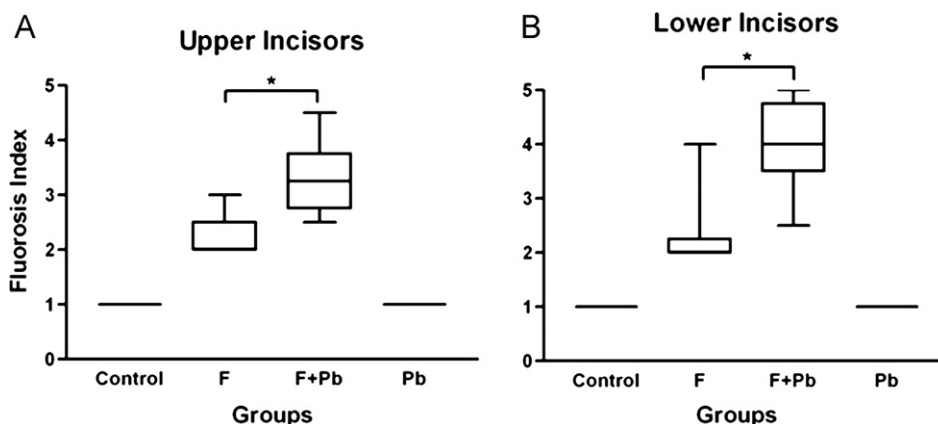 A
Upper Incisors
*
Fluorosis Index
5
4
3
2
1
0
Control F F+Pb Pb
Groups
B
Lower Incisors
*
5
4
3
2
1
0
Control F F+Pb Pb
Groups